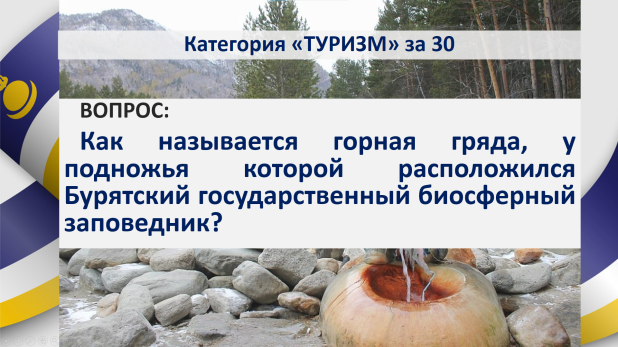 Категория «ТУРИЗМ» за 30
ВОПРОС:
Как называется горная гряда, у
подножья которой расположился
Бурятский государственный биосферный
заповедник?